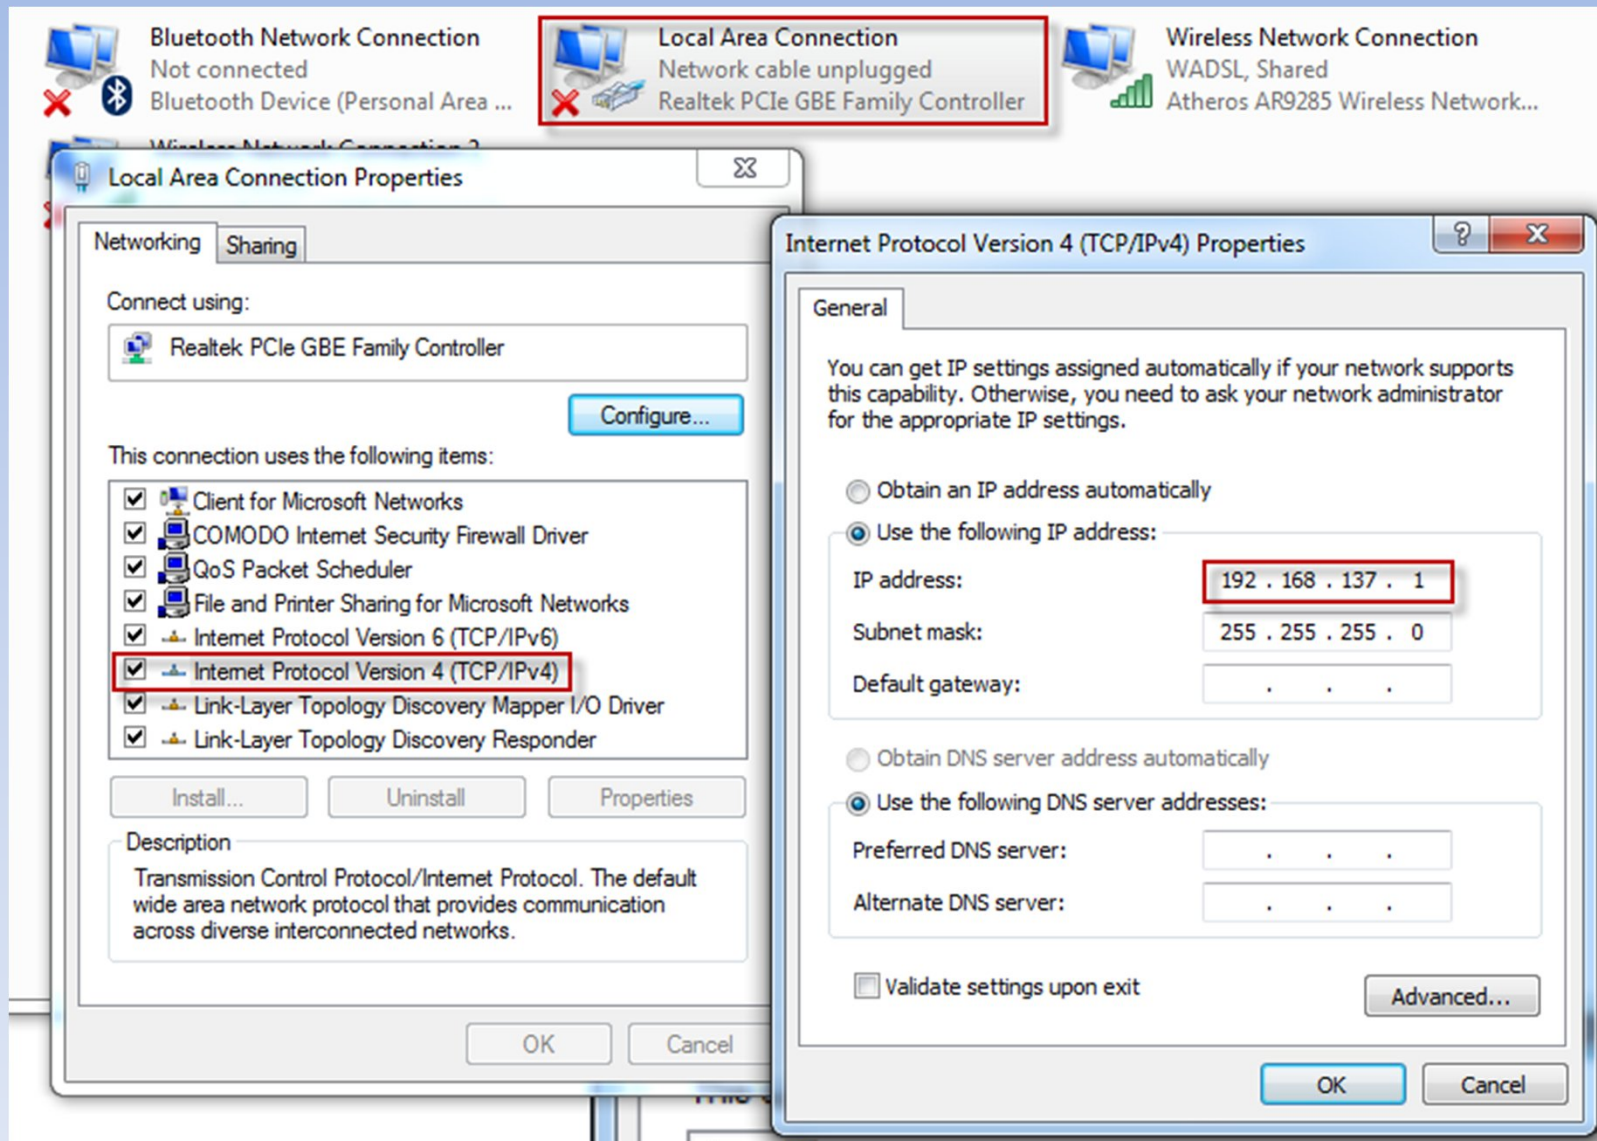 Bluetooth Network Connection
Not connected
Bluetooth Device (Personal Area ...
Local Area Connection
Network cable unplugged
Realtek PCIe GBE Family Controller
Wireless Network Connection
WADSL, Shared
Atheros AR9285 Wireless Network...
Wireless Network Connection 2
Local Area Connection Properties
Networking
Sharing
Connect using:
Realtek PCIe GBE Family Controller
Configure...
This connection uses the following items:
Client for Microsoft Networks
COMODO Internet Security Firewall Driver
QoS Packet Scheduler
File and Printer Sharing for Microsoft Networks
Internet Protocol Version 6 (TCP/IPv6)
Internet Protocol Version 4 (TCP/IPv4)
Link-Layer Topology Discovery Mapper I/O Driver
Link-Layer Topology Discovery Responder
Install...
Uninstall
Properties
Description
Transmission Control Protocol/Internet Protocol. The default
wide area network protocol that provides communication
across diverse interconnected networks.
OK
Cancel
Internet Protocol Version 4 (TCP/IPv4) Properties
General
You can get IP settings assigned automatically if your network supports
this capability. Otherwise, you need to ask your network administrator
for the appropriate IP settings.
Obtain an IP address automatically
Use the following IP address:
IP address:
192 . 168 . 137 . 1
Subnet mask:
255 . 255 . 255 . 0
Default gateway:
. . .
Obtain DNS server address automatically
Use the following DNS server addresses:
Preferred DNS server:
. . .
Alternate DNS server:
. . .
Validate settings upon exit
Advanced...
OK
Cancel